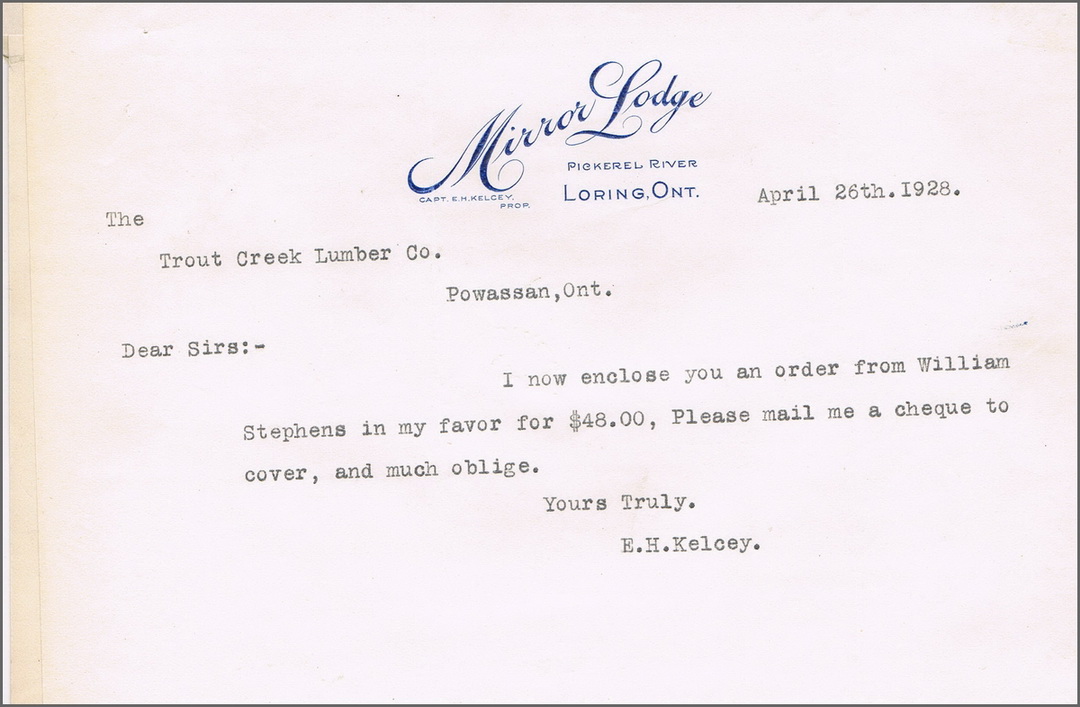 Mirror Lodge
PICKEREL RIVER
CAPT. E.H.KELCEY.
PROP.
LORING, ONT.
April 26th.I928.
The
Trout Creek Lumber Co.
Powassan,Ont.
Dear Sirs:-
I now enclose you an order from William
Stephens in my favor for $48.00, Please mail me a cheque to
cover, and much oblige.
Yours Truly.
E.H.Kelcey.